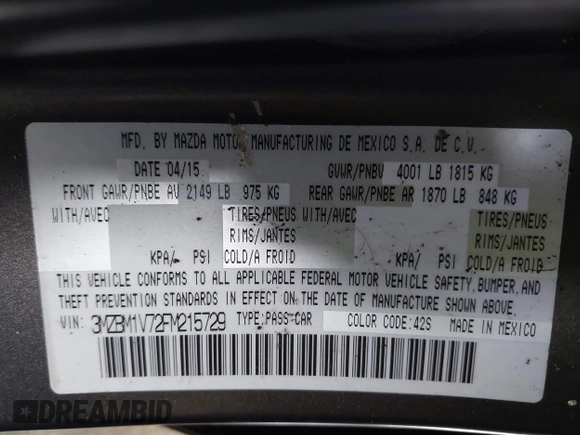 MFD. BY MAZDA MOTOR MANUFACTURING DE MEXICO S.A. DE C.V.
DATE 04/15 GVWR/PNBV 4001 LB 1815 KG
FRONT GAWR/PNBE AV 2149 LB 975 KG REAR GAWR/PNBE AR 1870 LB 848 KG
WITH/AVEC TIRES/PNEUS WITH/AVEC TIRES/PNEUS
RIMS/JANTES RIMS/JANTES
KPA/ PSI COLD/A FROID KPA/ PSI COLD/A FROID
THIS VEHICLE CONFORMS TO ALL APPLICABLE FEDERAL MOTOR VEHICLE SAFETY, BUMPER, AND
THEFT PREVENTION STANDARDS IN EFFECT ON THE DATE OF MANUFACTURE SHOWN ABOVE.
VIN: 3MZBM1V72FM215729 TYPE: PASS-CAR COLOR CODE: 42S MADE IN MEXICO
DREAMBID